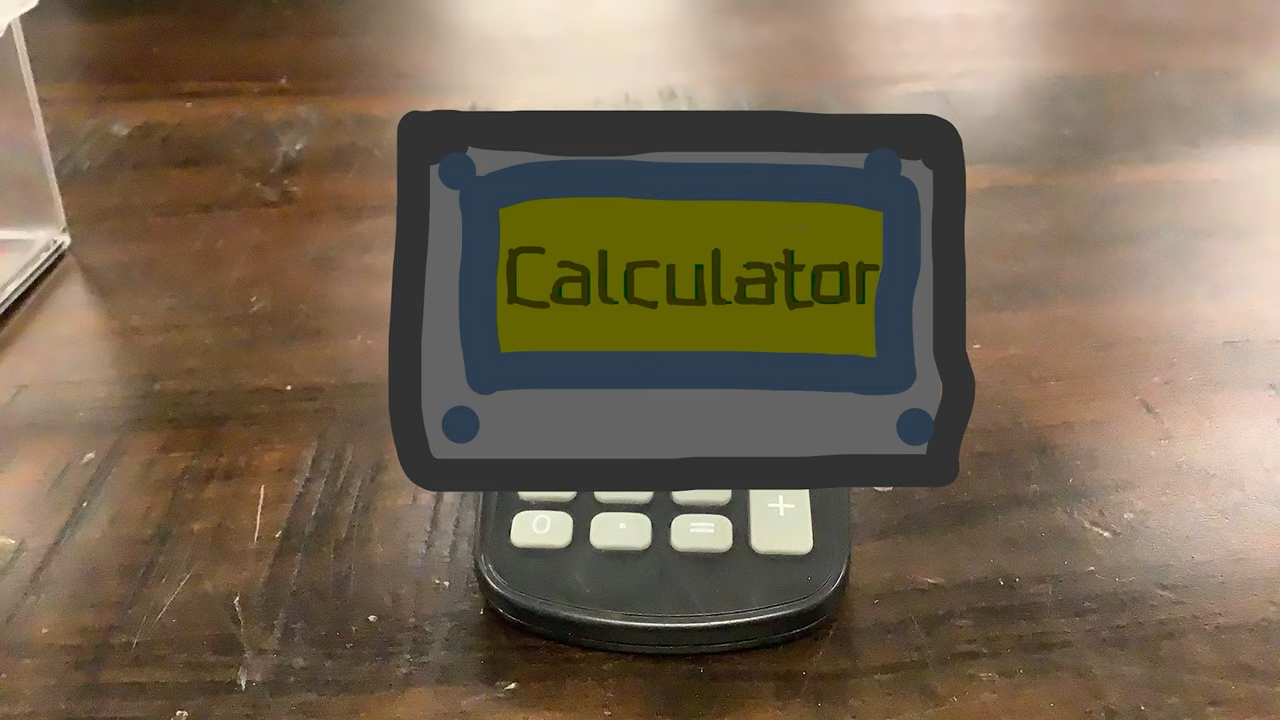 Calculator
+
0 . =